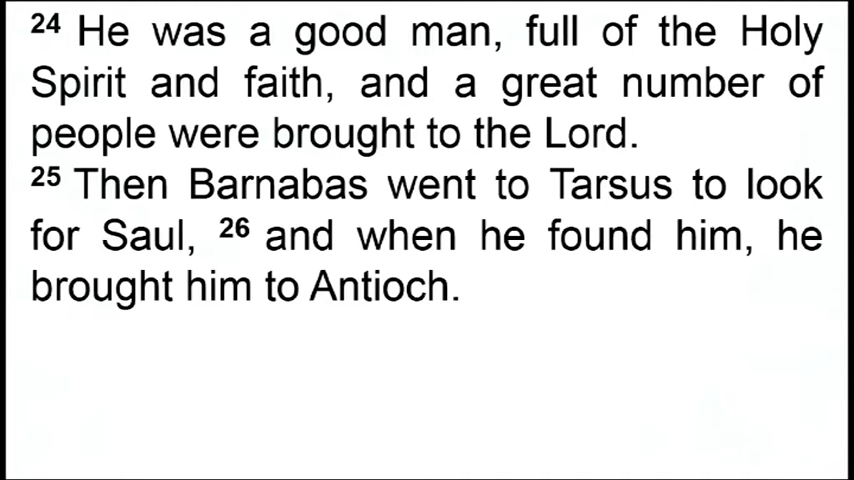 24 He was a good man, full of the Holy
Spirit and faith, and a great number of
people were brought to the Lord.
25 Then Barnabas went to Tarsus to look
for Saul, 26 and when he found him, he
brought him to Antioch.